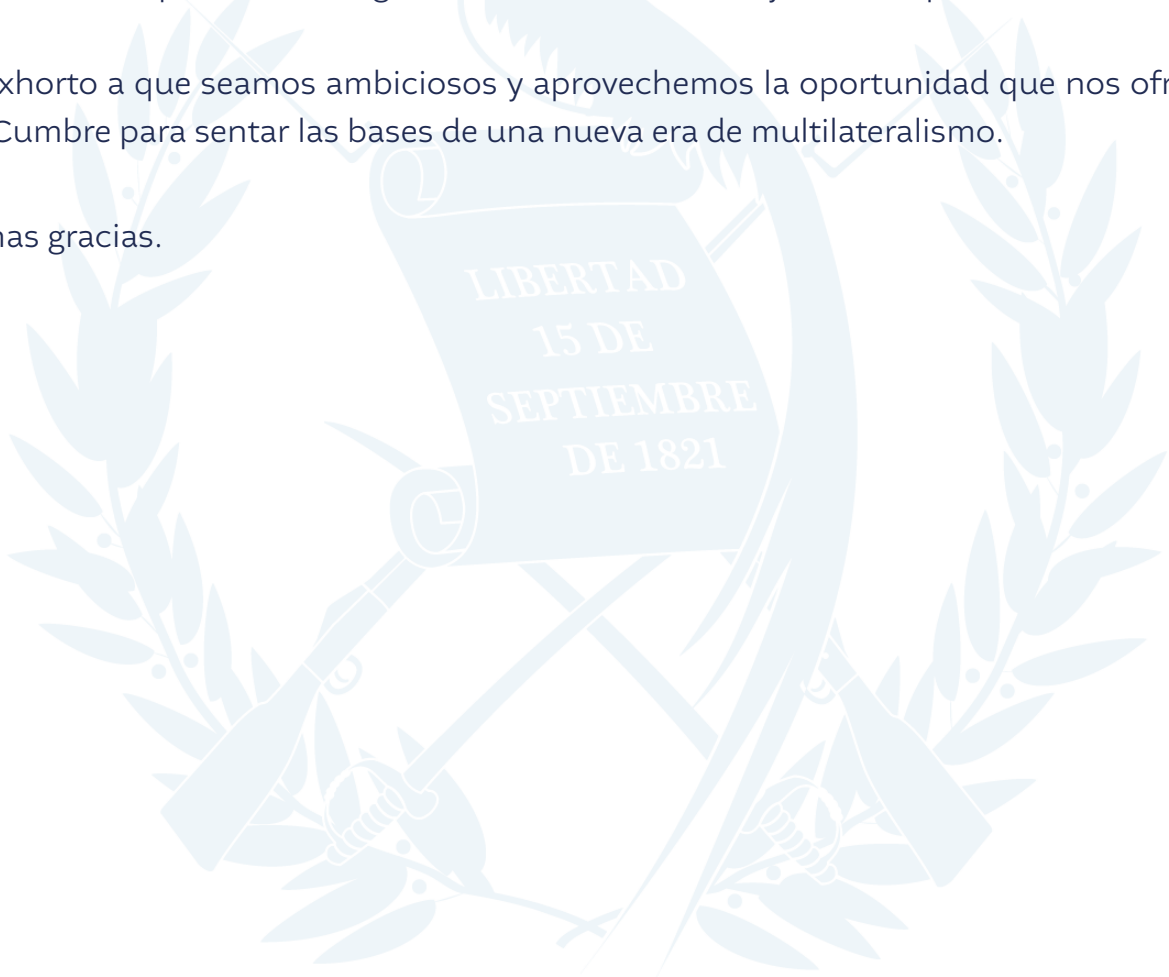 xhorto a que seamos ambiciosos y aprovechemos la oportunidad que nos ofr
Cumbre para sentar las bases de una nueva era de multilateralismo.
nas gracias.
LIBERTAD
15 DE
SEPTIEMBRE
DE 1821